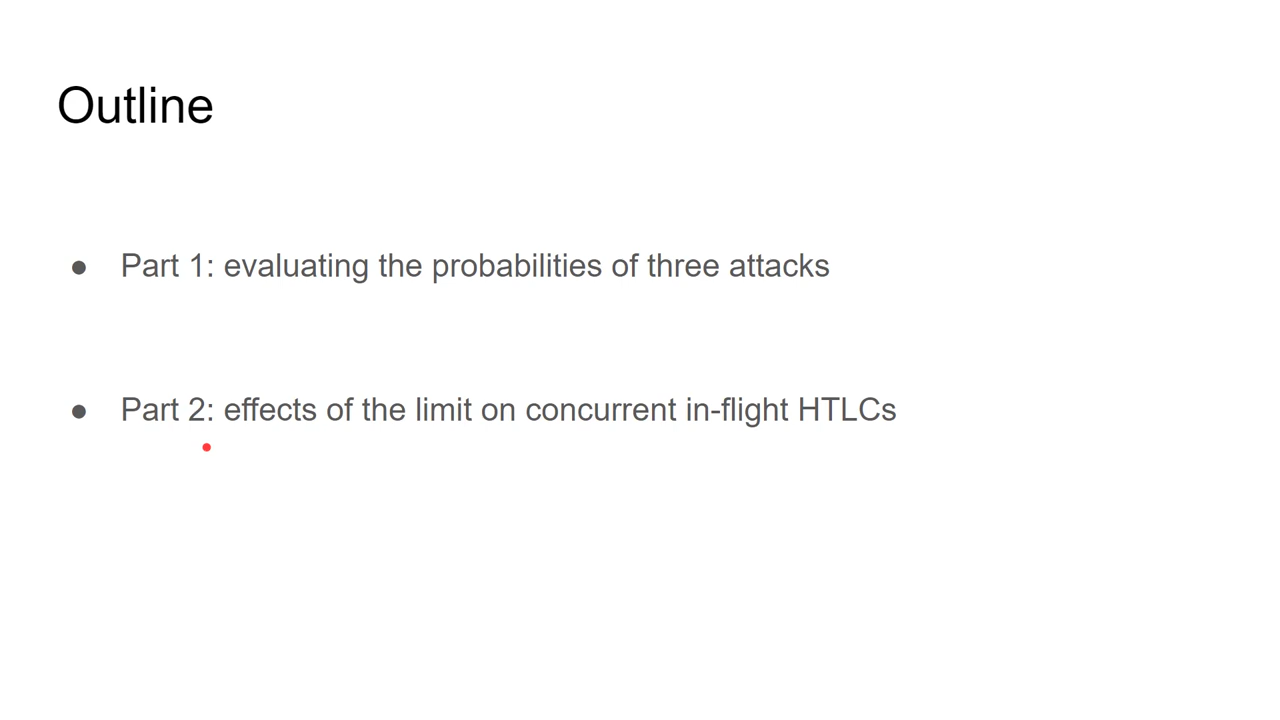 Outline
● Part 1: evaluating the probabilities of three attacks
● Part 2: effects of the limit on concurrent in-flight HTLCs